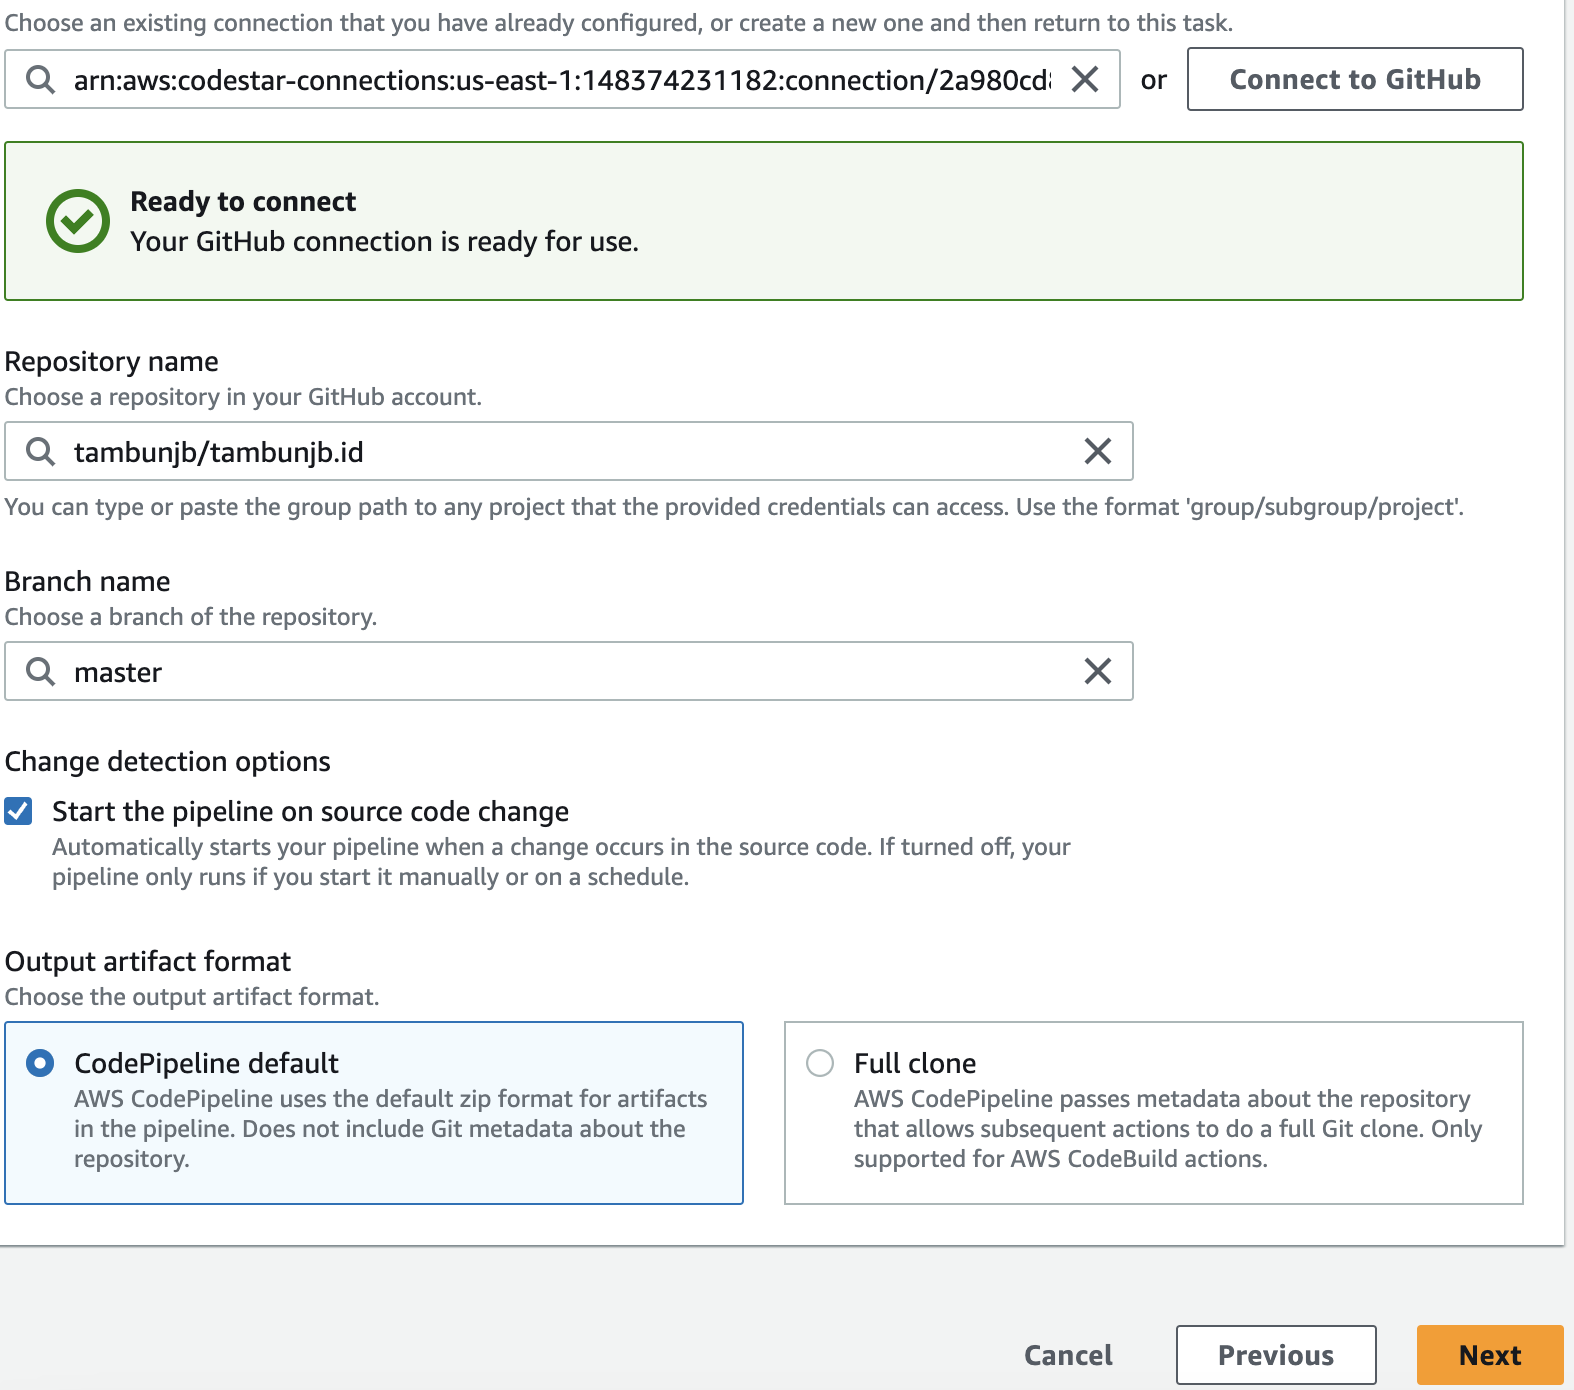 Choose an existing connection that you have already configured, or create a new one and then return to this task.
arn:aws:codestar-connections:us-east-1:148374231182:connection/2a980cd
or
Connect to GitHub
Ready to connect
Your GitHub connection is ready for use.
Repository name
Choose a repository in your GitHub account.
tambunjb/tambunjb.id
You can type or paste the group path to any project that the provided credentials can access. Use the format 'group/subgroup/project'.
Branch name
Choose a branch of the repository.
master
Change detection options
Start the pipeline on source code change
Automatically starts your pipeline when a change occurs in the source code. If turned off, your
pipeline only runs if you start it manually or on a schedule.
Output artifact format
Choose the output artifact format.
CodePipeline default
AWS CodePipeline uses the default zip format for artifacts
in the pipeline. Does not include Git metadata about the
repository.
Full clone
AWS CodePipeline passes metadata about the repository
that allows subsequent actions to do a full Git clone. Only
supported for AWS CodeBuild actions.
Cancel
Previous
Next